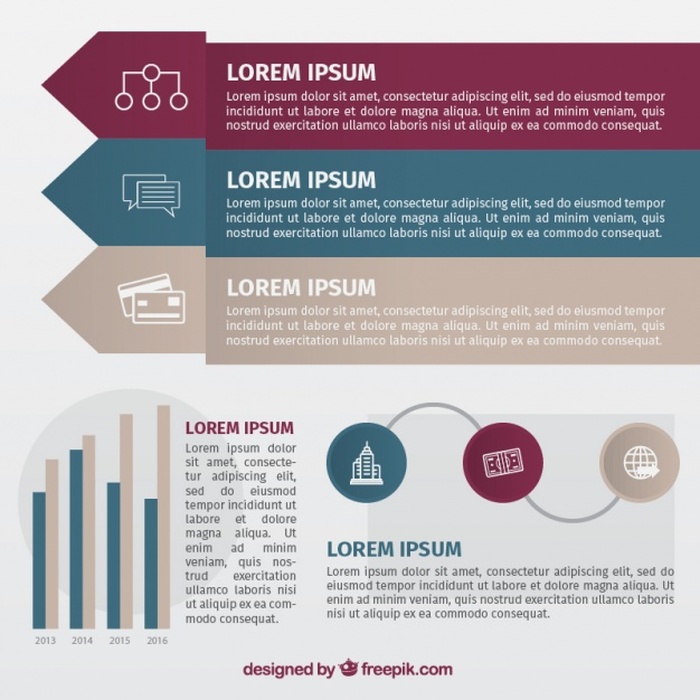 LOREM IPSUM
Lorem ipsum dolor sit amet, consectetur adipiscing elit, sed do eiusmod tempor
incididunt ut labore et dolore magna aliqua. Ut enim ad minim veniam, quis
nostrud exercitation ullamco laboris nisi ut aliquip ex ea commodo consequat.
LOREM IPSUM
Lorem ipsum dolor sit amet, consectetur adipiscing elit, sed do eiusmod tempor
incididunt ut labore et dolore magna aliqua. Ut enim ad minim veniam, quis
nostrud exercitation ullamco laboris nisi ut aliquip ex ea commodo consequat.
LOREM IPSUM
Lorem ipsum dolor sit amet, consectetur adipiscing elit, sed do eiusmod tempor
incididunt ut labore et dolore magna aliqua. Ut enim ad minim veniam, quis
nostrud exercitation ullamco laboris nisi ut aliquip ex ea commodo consequat.
2013 2014 2015 2016
LOREM IPSUM
Lorem ipsum dolor
sit amet, consecte-
tur adipiscing elit,
sed do eiusmod
tempor incididunt
ut labore et dolore
magna aliqua. Ut
enim ad minim
veniam, quis nos-
trud exercitation
ullamco laboris nisi
ut aliquip ex ea com-
modo consequat.
LOREM IPSUM
Lorem ipsum dolor sit amet, consectetur adipiscing elit, sed do
eiusmod tempor incididunt ut labore et dolore magna aliqua. Ut
enim ad minim veniam, quis nostrud exercitation ullamco laboris
nisi ut aliquip ex ea commodo consequat.
designed by freepik.com